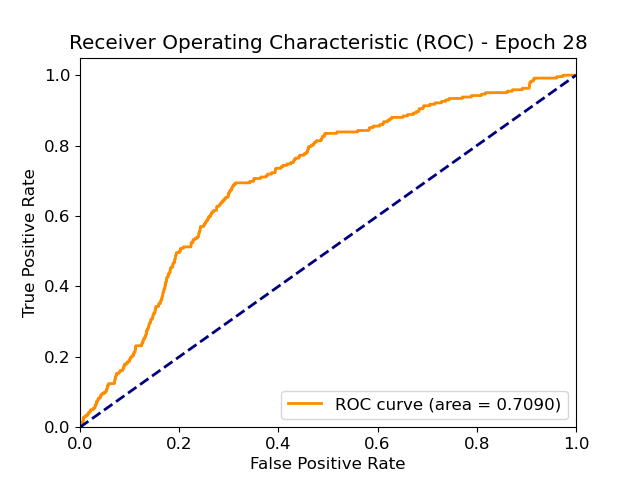 Receiver Operating Characteristic (ROC) - Epoch 28
True Positive Rate
1.0
0.8
0.6
0.4
0.2
0.0
ROC curve (area = 0.7090)
0.0 0.2 0.4 0.6 0.8 1.0
False Positive Rate